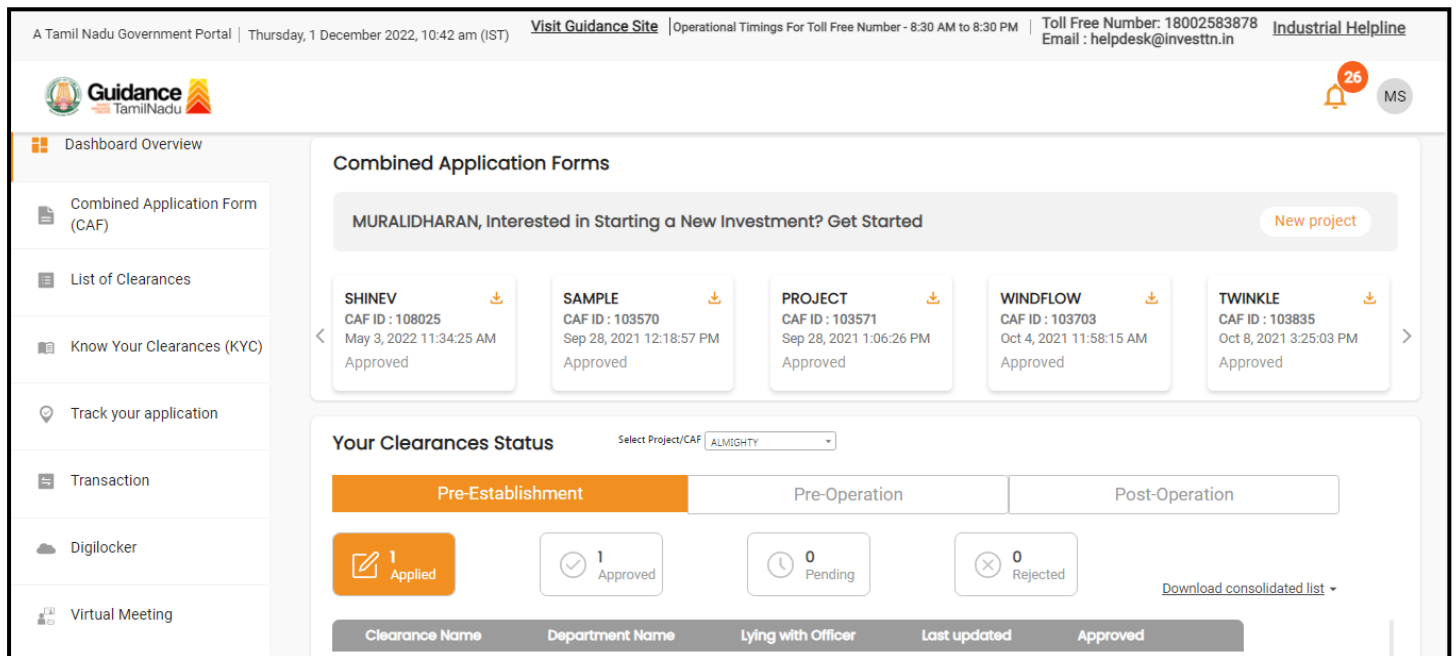 A Tamil Nadu Government Portal | Thursday, 1 December 2022, 10:42 am (IST)
Visit Guidance Site | Operational Timings For Toll Free Number - 8:30 AM to 8:30 PM |
Toll Free Number: 18002583878
Email : helpdesk@investtn.in
Industrial Helpline
Guidance
TamilNadu
26
MS
Dashboard Overview
Combined Application Form
(CAF)
List of Clearances
Know Your Clearances (KYC)
Track your application
Transaction
Digilocker
Virtual Meeting
Combined Application Forms
MURALIDHARAN, Interested in Starting a New Investment? Get Started
New project
SHINEV
CAF ID : 108025
May 3, 2022 11:34:25 AM
Approved
SAMPLE
CAF ID : 103570
Sep 28, 2021 12:18:57 PM
Approved
PROJECT
CAF ID : 103571
Sep 28, 2021 1:06:26 PM
Approved
WINDFLOW
CAF ID : 103703
Oct 4, 2021 11:58:15 AM
Approved
TWINKLE
CAF ID : 103835
Oct 8, 2021 3:25:03 PM
Approved
Your Clearances Status
Select Project/CAF ALMIGHTY
Pre-Establishment Pre-Operation Post-Operation
1
Applied
1
Approved
0
Pending
0
Rejected
Download consolidated list
Clearance Name Department Name Lying with Officer Last updated Approved